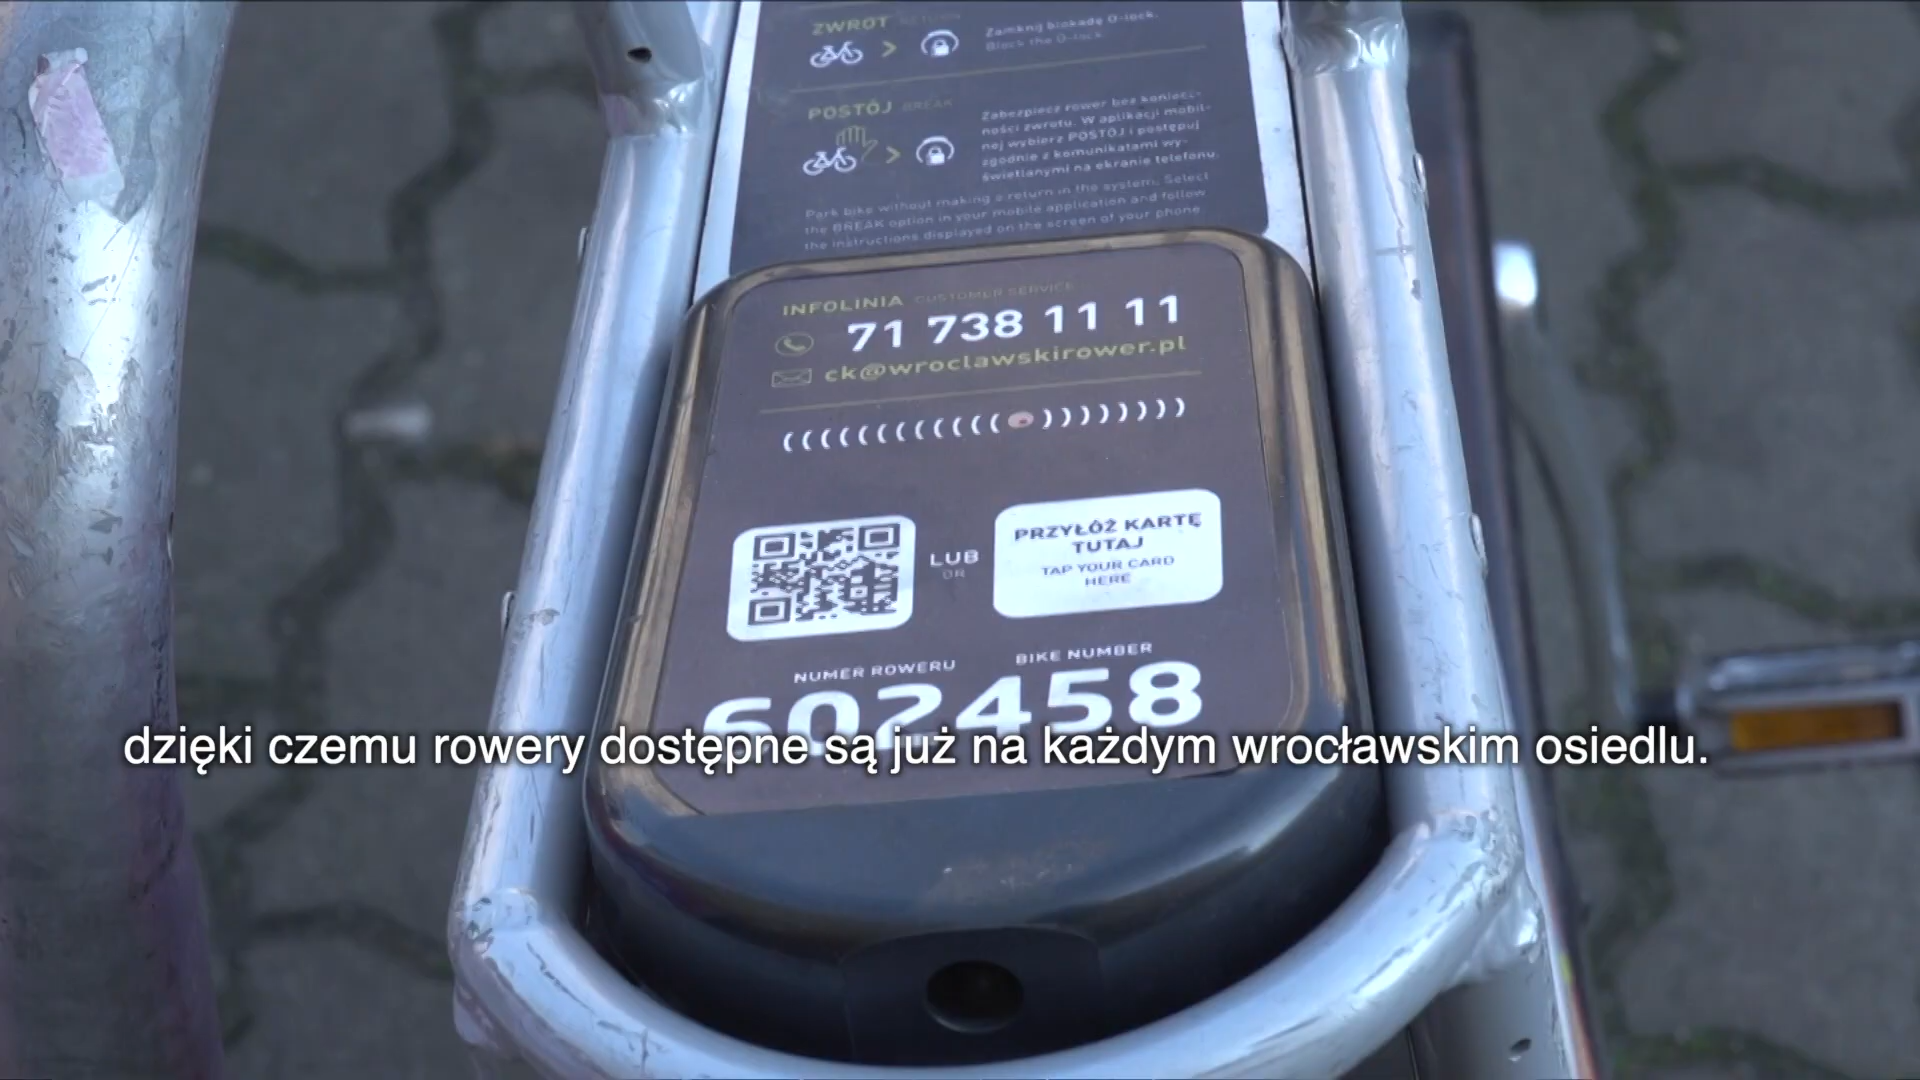 ZWROT RETURN
Zamknij blokadę O-lock.
Block the O-lock.
POSTÓJ BREAK
Zabezpiecz rower bez koniecz-
ności zwrotu. W aplikacji mobil-
nej wybierz POSTÓJ i postępuj
zgodnie z komunikatami wy-
świetlanymi na ekranie telefonu.
Park bike without making a return in the system. Select
the BREAK option in your mobile application and follow
the instructions displayed on the screen of your phone.
INFOLINIA CUSTOMER SERVICE
71 738 11 11
ck@wroclawskirower.pl
LUB
OR
PRZYŁÓŻ KARTĘ
TUTAJ
TAP YOUR CARD
HERE
NUMER ROWERU BIKE NUMBER
602458
dzięki czemu rowery dostępne są już na każdym wrocławskim osiedlu.